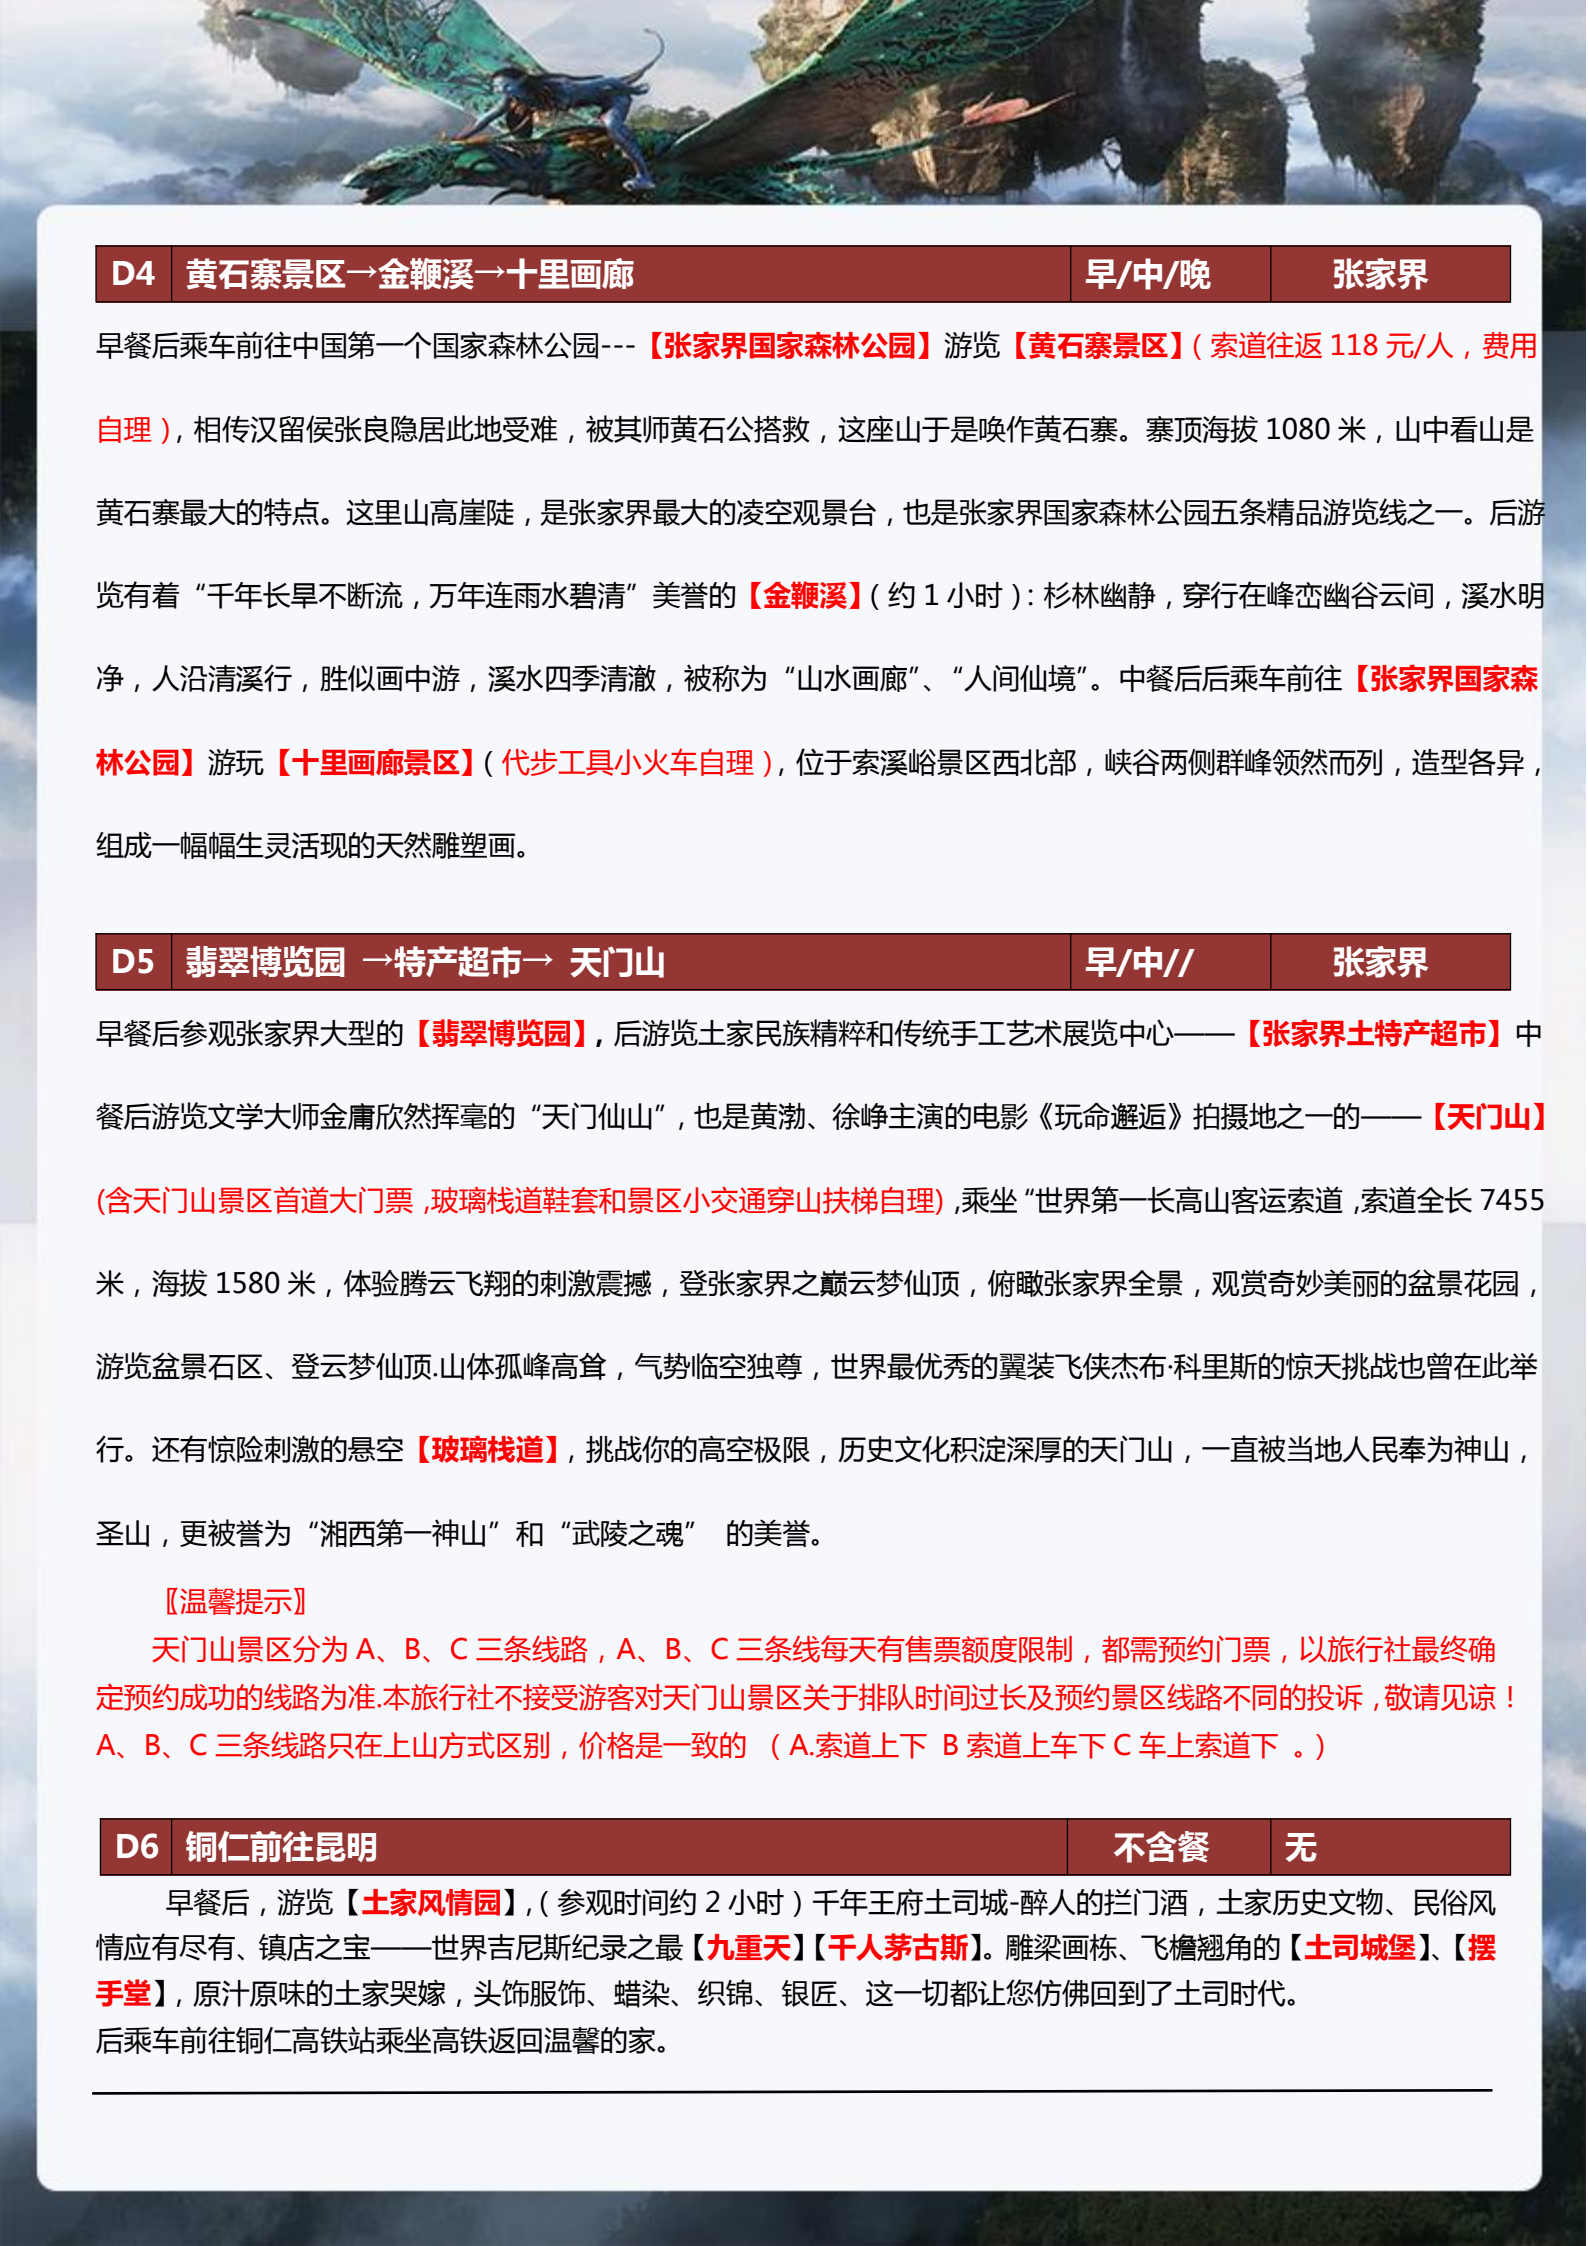 D4 黄石寨景区→金鞭溪→十里画廊 早/中/晚 张家界
早餐后乘车前往中国第一个国家森林公园---【张家界国家森林公园】游览【黄石寨景区】（索道往返 118 元/人，费用
自理），相传汉留侯张良隐居此地受难，被其师黄石公搭救，这座山于是唤作黄石寨。寨顶海拔 1080 米，山中看山是
黄石寨最大的特点。这里山高崖陡，是张家界最大的凌空观景台，也是张家界国家森林公园五条精品游览线之一。后游
览有着“千年长旱不断流，万年连雨水碧清”美誉的【金鞭溪】（约 1 小时）：杉林幽静，穿行在峰峦幽谷云间，溪水明
净，人沿清溪行，胜似画中游，溪水四季清澈，被称为“山水画廊”、“人间仙境”。中餐后后乘车前往【张家界国家森
林公园】游玩【十里画廊景区】（代步工具小火车自理），位于索溪峪景区西北部，峡谷两侧群峰领然而列，造型各异，
组成一幅幅生灵活现的天然雕塑画。
D5 翡翠博览园 →特产超市→ 天门山 早/中// 张家界
早餐后参观张家界大型的【翡翠博览园】，后游览土家民族精粹和传统手工艺术展览中心——【张家界土特产超市】中
餐后游览文学大师金庸欣然挥毫的“天门仙山”，也是黄渤、徐峥主演的电影《玩命邂逅》拍摄地之一的——【天门山】
(含天门山景区首道大门票,玻璃栈道鞋套和景区小交通穿山扶梯自理) ,乘坐“世界第一长高山客运索道,索道全长 7455
米，海拔 1580 米，体验腾云飞翔的刺激震撼，登张家界之巅云梦仙顶，俯瞰张家界全景，观赏奇妙美丽的盆景花园，
游览盆景石区、登云梦仙顶.山体孤峰高耸，气势临空独尊，世界最优秀的翼装飞侠杰布·科里斯的惊天挑战也曾在此举
行。还有惊险刺激的悬空【玻璃栈道】，挑战你的高空极限，历史文化积淀深厚的天门山，一直被当地人民奉为神山，
圣山，更被誉为“湘西第一神山”和“武陵之魂” 的美誉。
〖温馨提示〗
天门山景区分为 A、B、C 三条线路，A、B、C 三条线每天有售票额度限制，都需预约门票，以旅行社最终确
定预约成功的线路为准.本旅行社不接受游客对天门山景区关于排队时间过长及预约景区线路不同的投诉,敬请见谅！
A、B、C 三条线路只在上山方式区别，价格是一致的 （A.索道上下 B 索道上车下 C 车上索道下 。）
D6 铜仁前往昆明 不含餐 无
早餐后，游览【土家风情园】，（参观时间约 2 小时）千年王府土司城-醉人的拦门酒，土家历史文物、民俗风
情应有尽有、镇店之宝——世界吉尼斯纪录之最【九重天】【千人茅古斯】。雕梁画栋、飞檐翘角的【土司城堡】、【摆
手堂】，原汁原味的土家哭嫁，头饰服饰、蜡染、织锦、银匠、这一切都让您仿佛回到了土司时代。
后乘车前往铜仁高铁站乘坐高铁返回温馨的家。